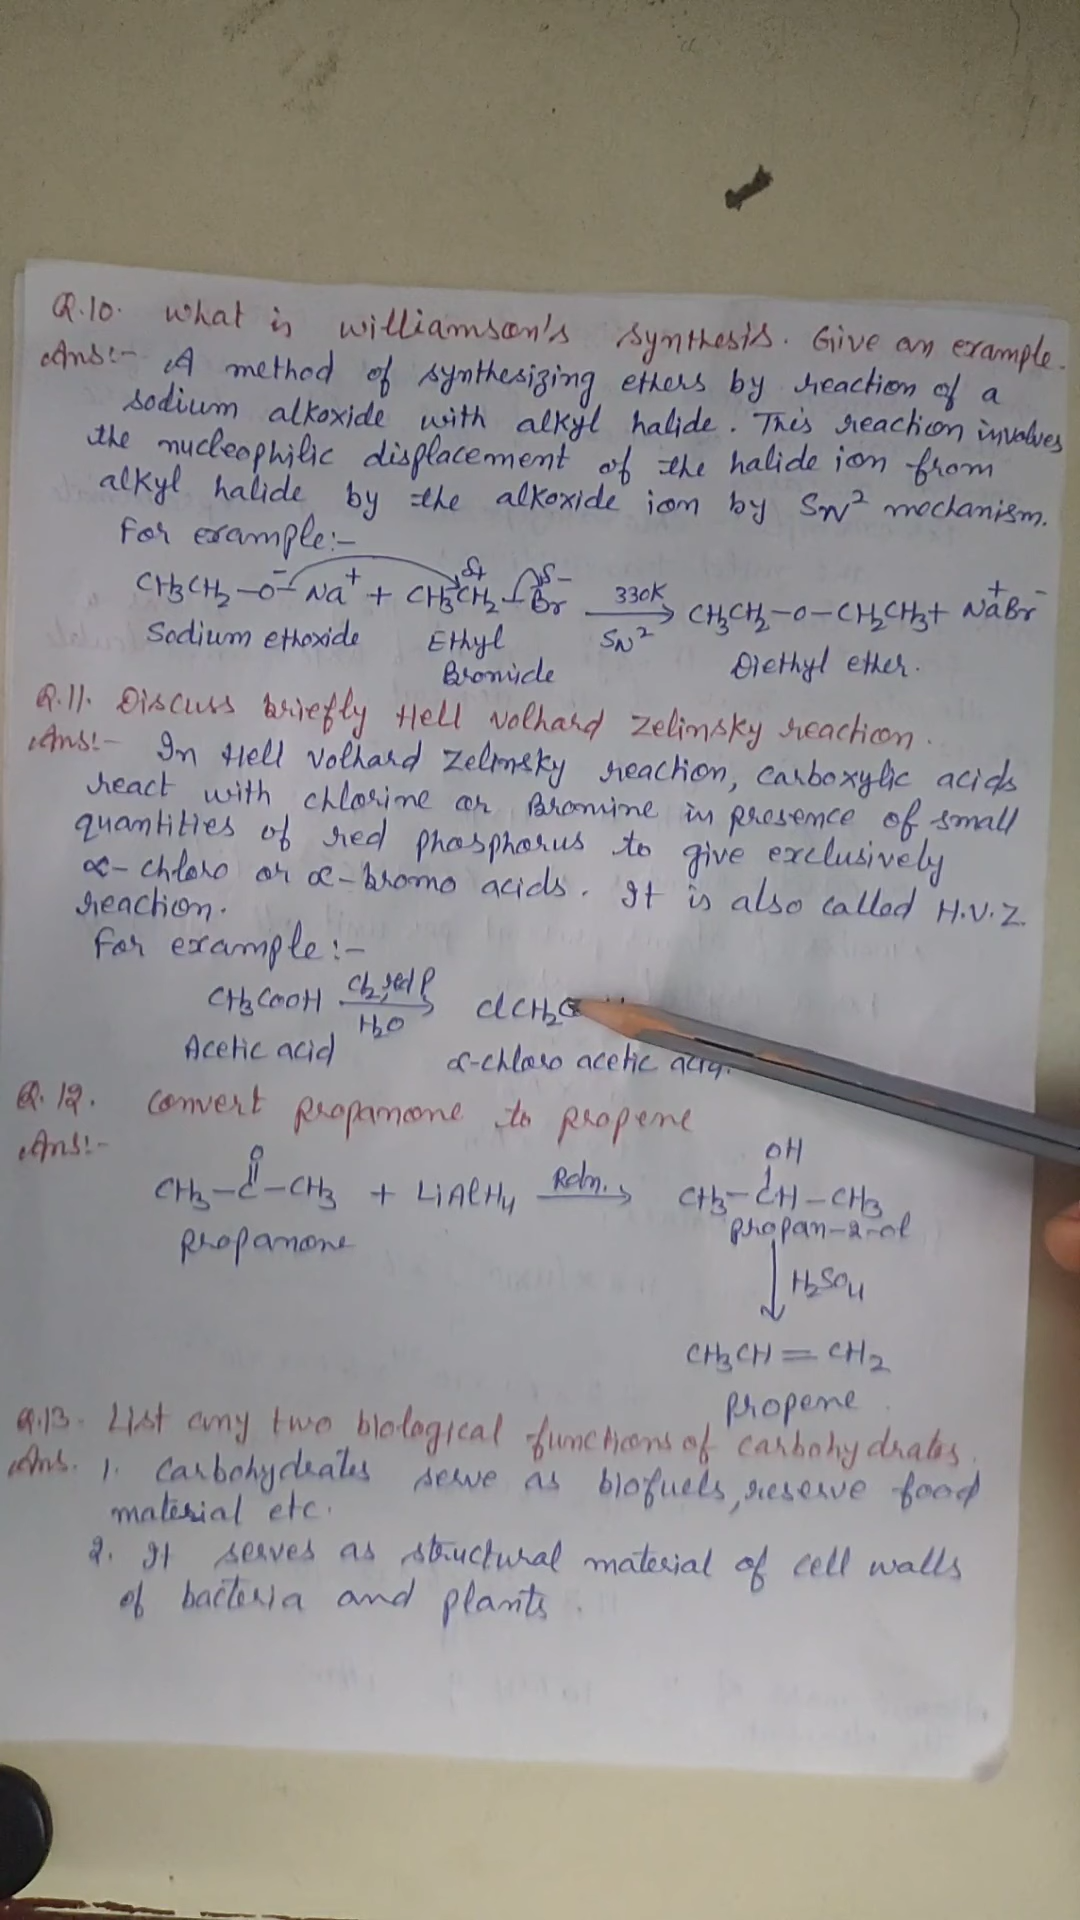 Q.10. What is Williamson's synthesis. Give an example.
Ans:- A method of synthesizing ethers by reaction of a
sodium alkoxide with alkyl halide. This reaction involves
the nucleophilic displacement of the halide ion from
alkyl halide by the alkoxide ion by SN² mechanism.
For example:-
CH3CH2-O⁻ Na⁺ + CH3CH2(δ+)-Br(δ-) →(330K, SN²) CH3CH2-O-CH2CH3 + Na⁺Br⁻
Sodium ethoxide Ethyl Bromide Diethyl ether.
Q.11. Discuss briefly Hell Volhard Zelinsky reaction.
Ans:- In Hell Volhard Zelinsky reaction, carboxylic acids
react with chlorine or Bromine in presence of small
quantities of red phosphorus to give exclusively
α-chloro or α-bromo acids. It is also called H.V.Z.
reaction.
For example:-
CH3COOH →(Cl2, red P, H2O) ClCH2
Acetic acid α-chloro acetic acid.
Q.12. Convert propanone to propene
Ans:-
CH3-C(=O)-CH3 + LiAlH4 →(Rdn.) CH3-CH(OH)-CH3
propanone propan-2-ol
↓ H2SO4
CH3CH=CH2
propene.
Q.13. List any two biological functions of carbohydrates.
Ans. 1. Carbohydrates serve as biofuels, reserve food
material etc.
2. It serves as structural material of cell walls
of bacteria and plants.